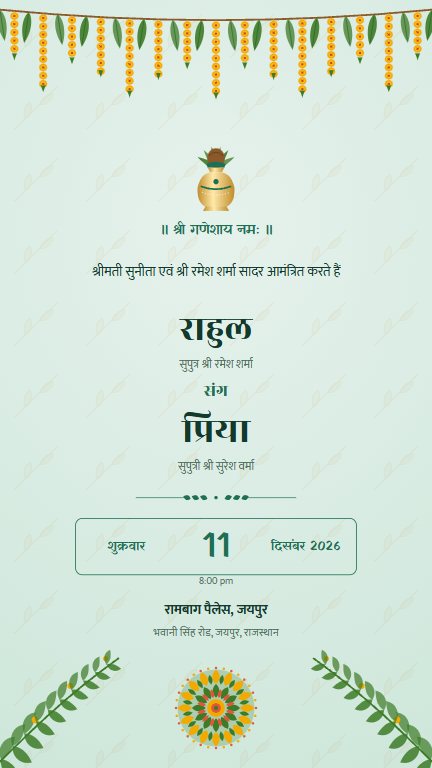 ॥ श्री गणेशाय नमः ॥
श्रीमती सुनीता एवं श्री रमेश शर्मा सादर आमंत्रित करते हैं
राहुल
सुपुत्र श्री रमेश शर्मा
संग
प्रिया
सुपुत्री श्री सुरेश वर्मा
शुक्रवार 11 दिसंबर 2026
8:00 pm
रामबाग पैलेस, जयपुर
भवानी सिंह रोड, जयपुर, राजस्थान